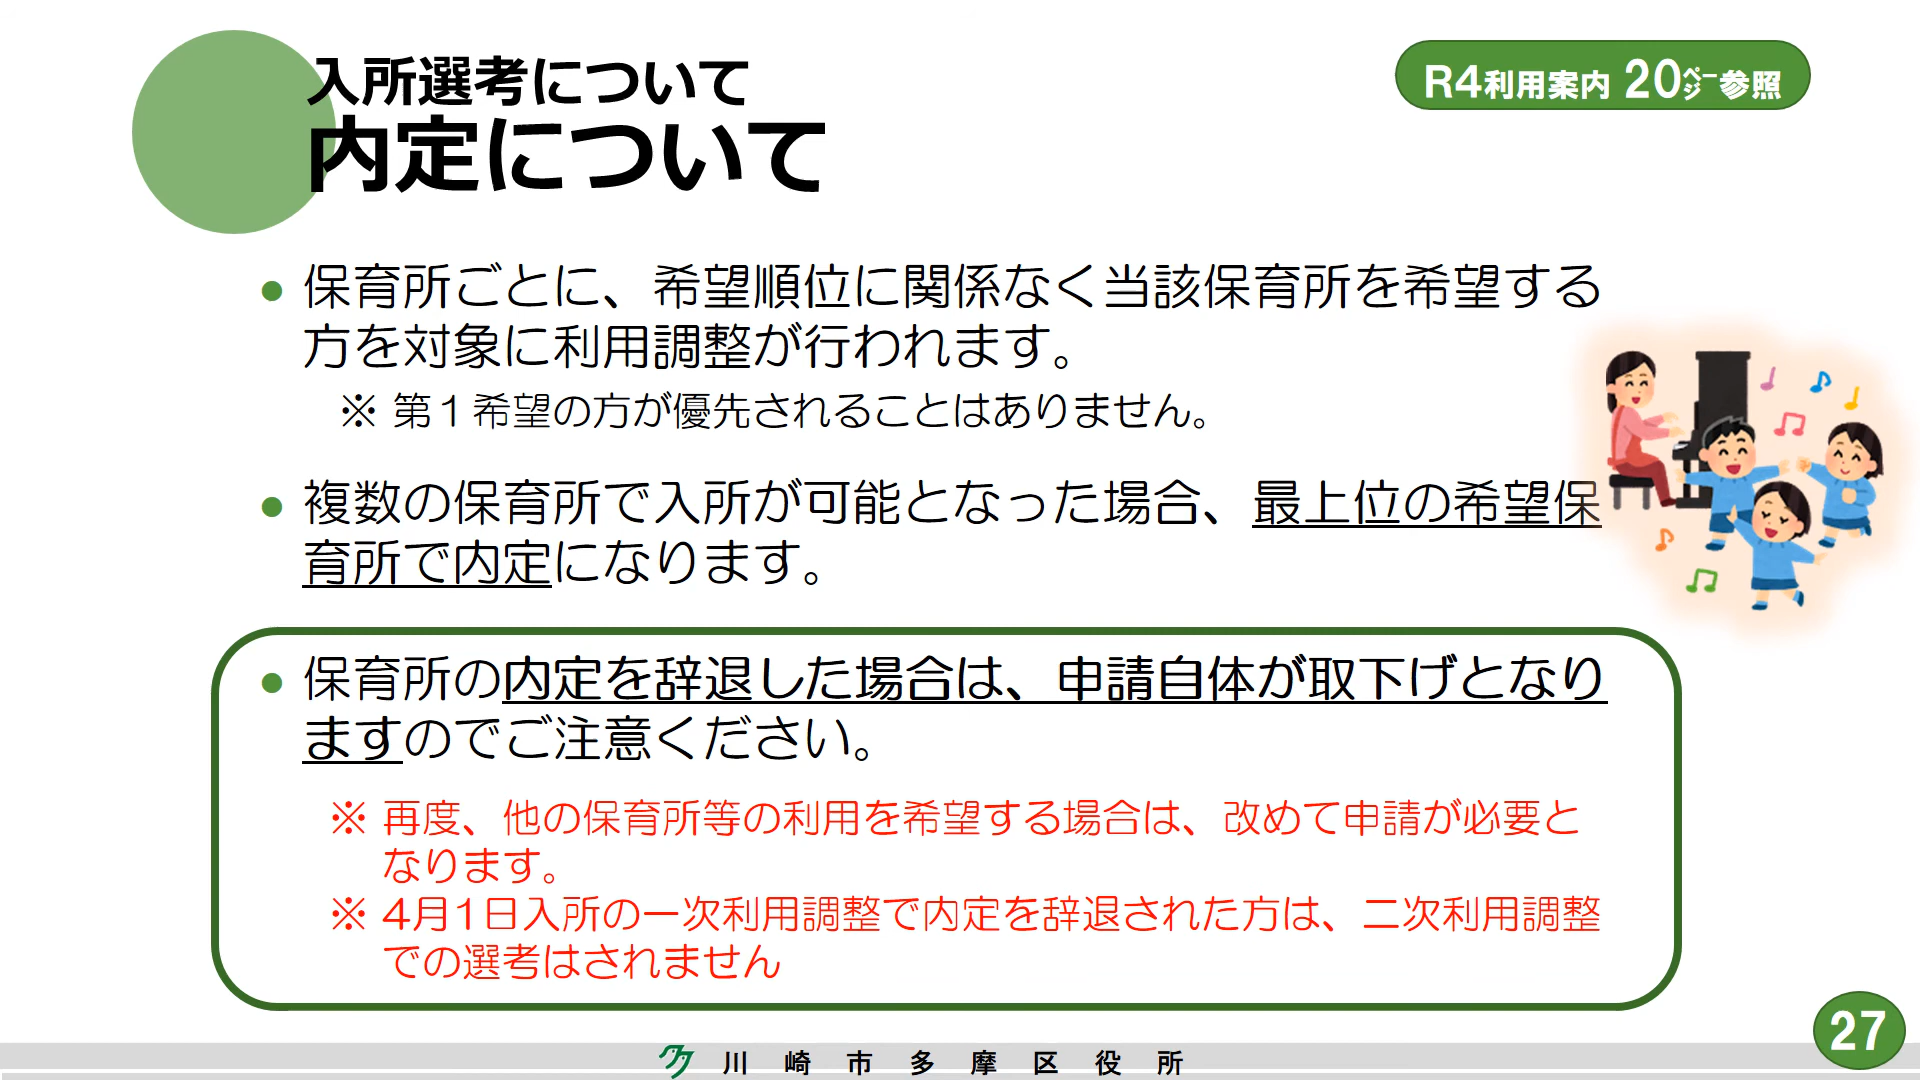 入所選考について
内定について
R4利用案内 20㌻参照
● 保育所ごとに、希望順位に関係なく当該保育所を希望する
方を対象に利用調整が行われます。
※ 第１希望の方が優先されることはありません。
● 複数の保育所で入所が可能となった場合、最上位の希望保
育所で内定になります。
● 保育所の内定を辞退した場合は、申請自体が取下げとなり
ますのでご注意ください。
※ 再度、他の保育所等の利用を希望する場合は、改めて申請が必要と
なります。
※ 4月1日入所の一次利用調整で内定を辞退された方は、二次利用調整
での選考はされません
川崎市多摩区役所
27